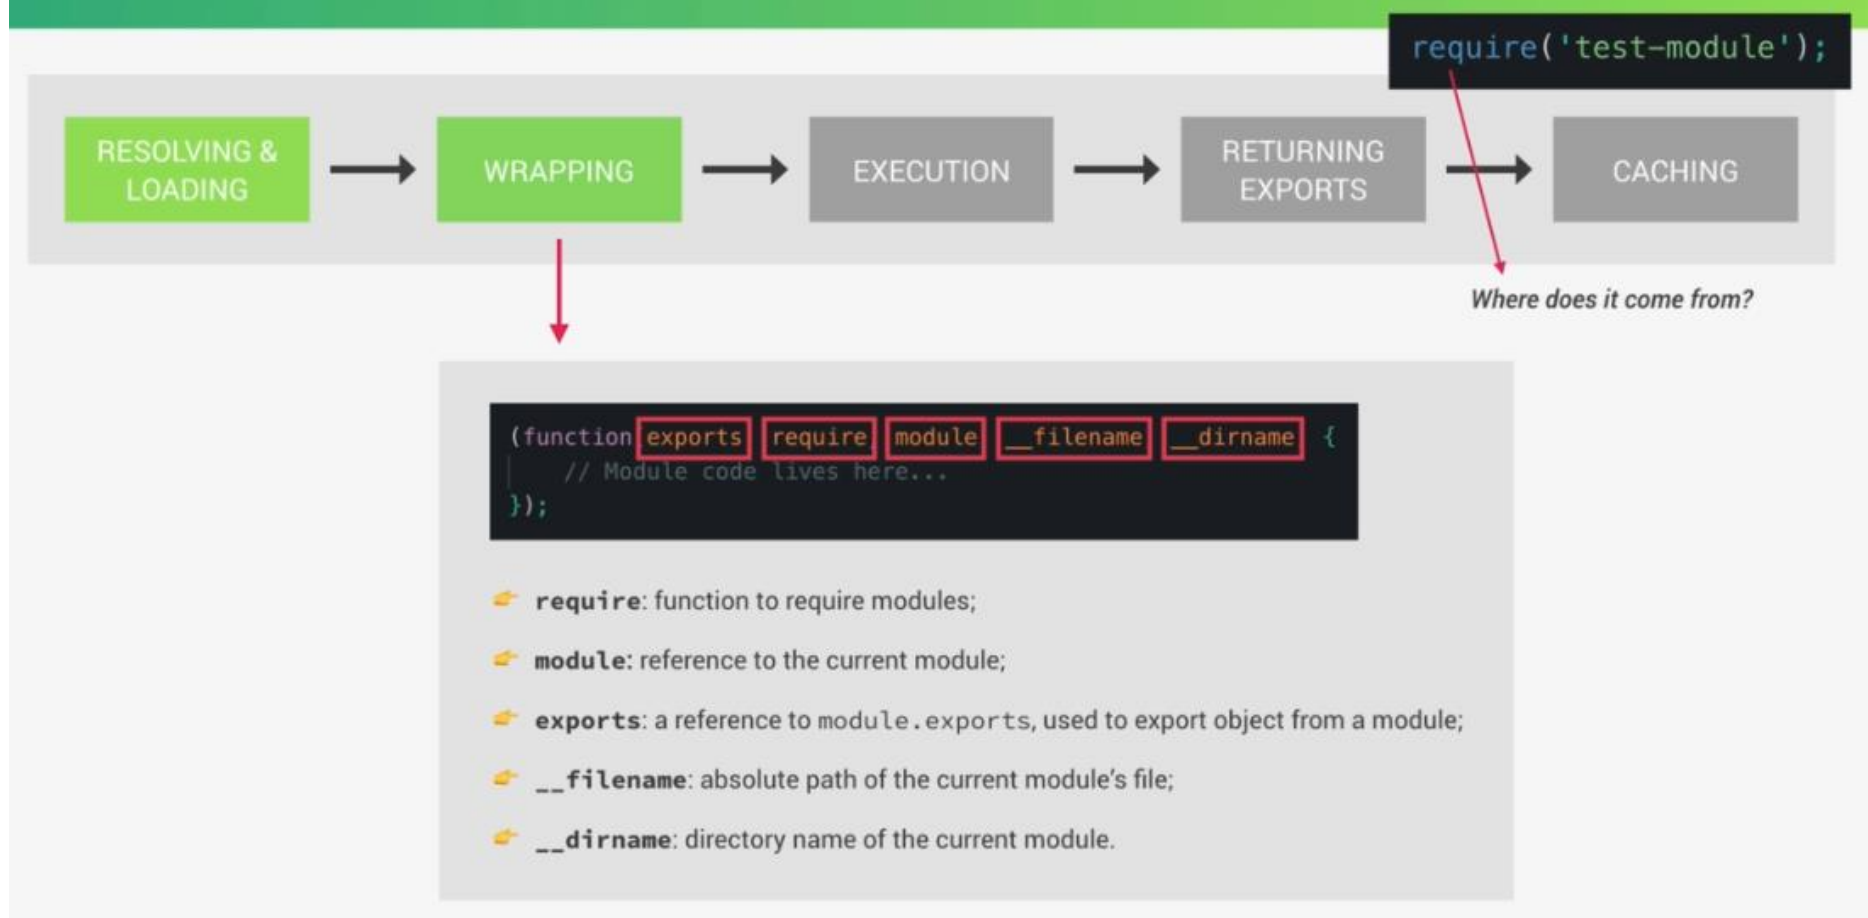 require('test-module');
RESOLVING &
LOADING
WRAPPING
EXECUTION
RETURNING
EXPORTS
CACHING
Where does it come from?
(function exports require, module __filename __dirname {
// Module code lives here...
});
require: function to require modules;
module: reference to the current module;
exports: a reference to module.exports, used to export object from a module;
__filename: absolute path of the current module's file;
__dirname: directory name of the current module.